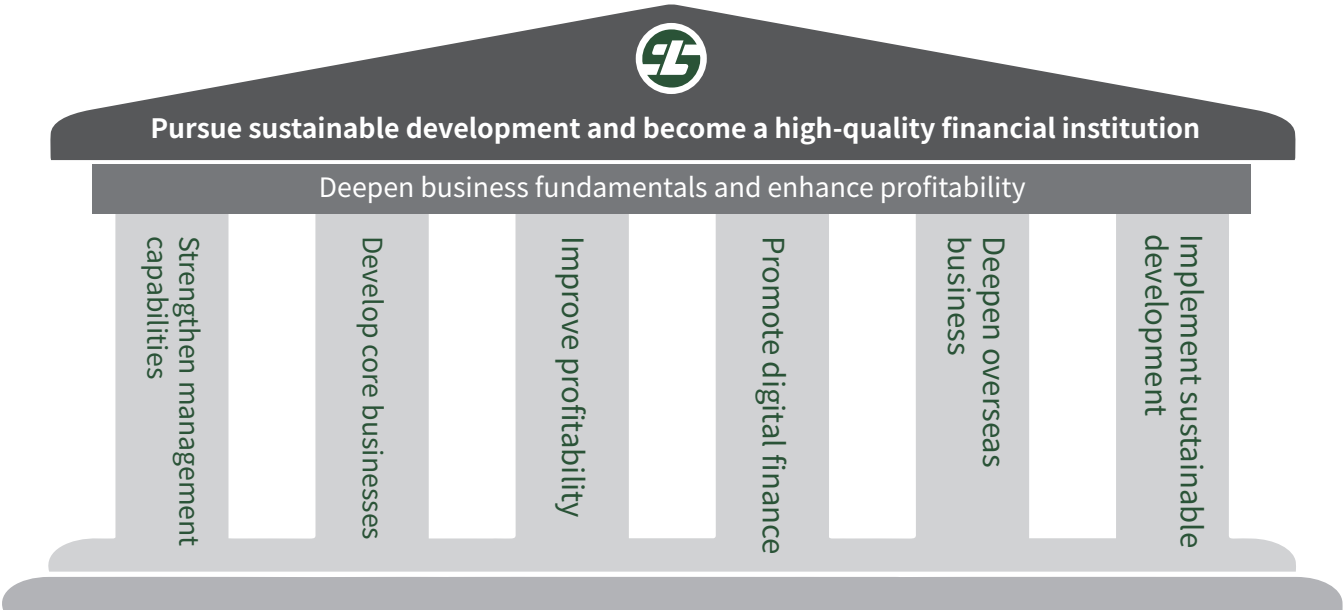 Pursue sustainable development and become a high-quality financial institution
Deepen business fundamentals and enhance profitability
Strengthen management
capabilities
Develop core businesses
Improve profitability
Promote digital finance
Deepen overseas
business
Implement sustainable
development